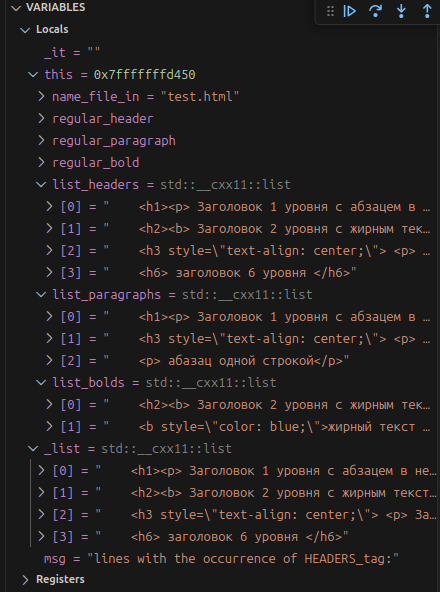 VARIABLES
Locals
_it = ""
this = 0x7fffffffd450
name_file_in = "test.html"
regular_header
regular_paragraph
regular_bold
list_headers = std::__cxx11::list
[0] = "    <h1><p> Заголовок 1 уровня с абзацем в …
[1] = "    <h2><b> Заголовок 2 уровня с жирным тек…
[2] = "    <h3 style=\"text-align: center;\"> <p> …
[3] = "    <h6> заголовок 6 уровня </h6>"
list_paragraphs = std::__cxx11::list
[0] = "    <h1><p> Заголовок 1 уровня с абзацем в …
[1] = "    <h3 style=\"text-align: center;\"> <p> …
[2] = "    <p> абазац одной строкой</p>"
list_bolds = std::__cxx11::list
[0] = "    <h2><b> Заголовок 2 уровня с жирным тек…
[1] = "    <b style=\"color: blue;\">жирный текст …
_list = std::__cxx11::list
[0] = "    <h1><p> Заголовок 1 уровня с абзацем в не…
[1] = "    <h2><b> Заголовок 2 уровня с жирным текст…
[2] = "    <h3 style=\"text-align: center;\"> <p> За…
[3] = "    <h6> заголовок 6 уровня </h6>"
msg = "lines with the occurrence of HEADERS_tag:"
Registers